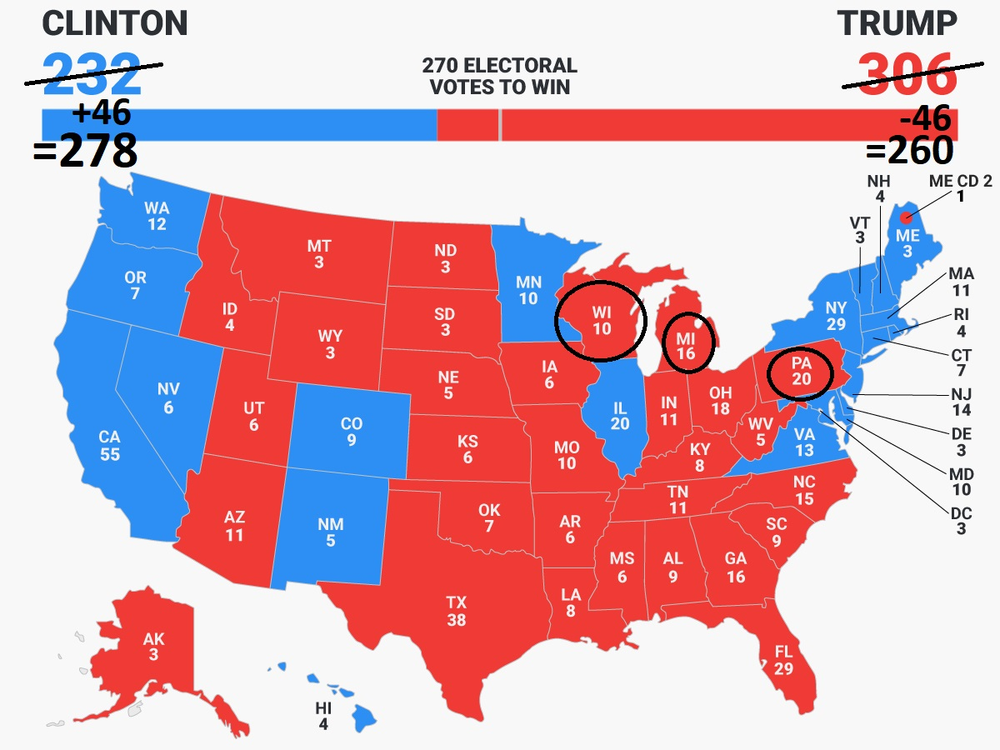 CLINTON
TRUMP
232
306
270 ELECTORAL
VOTES TO WIN
+46
-46
=278
=260
NH
4
ME CD 2
1
WA
12
VT
3
ME
3
MT
3
ND
3
MN
10
OR
7
MA
11
ID
4
SD
3
WI
10
NY
29
RI
4
WY
3
MI
16
CT
7
IA
6
PA
20
NE
5
NV
6
OH
18
NJ
14
UT
6
IL
20
IN
11
CO
9
WV
5
DE
3
CA
55
KS
6
MO
10
KY
8
VA
13
MD
10
NC
15
TN
11
DC
3
AZ
11
NM
5
OK
7
AR
6
SC
9
MS
6
AL
9
GA
16
TX
38
LA
8
AK
3
FL
29
HI
4